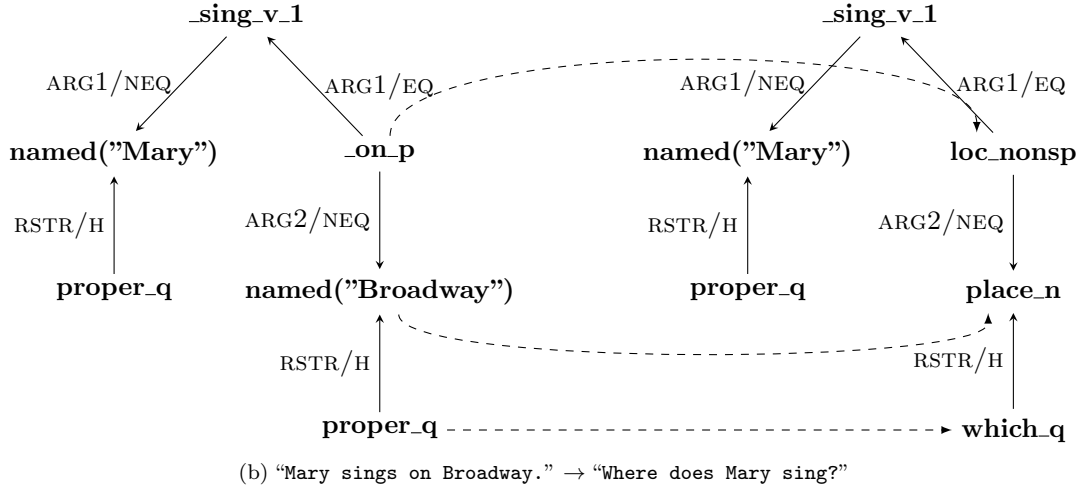 _sing_v_1 _sing_v_1
ARG1/NEQ ARG1/EQ ARG1/NEQ ARG1/EQ
named("Mary") _on_p named("Mary") loc_nonsp
RSTR/H ARG2/NEQ RSTR/H ARG2/NEQ
proper_q named("Broadway") proper_q place_n
RSTR/H RSTR/H
proper_q which_q
(b) “Mary sings on Broadway.” → “Where does Mary sing?”